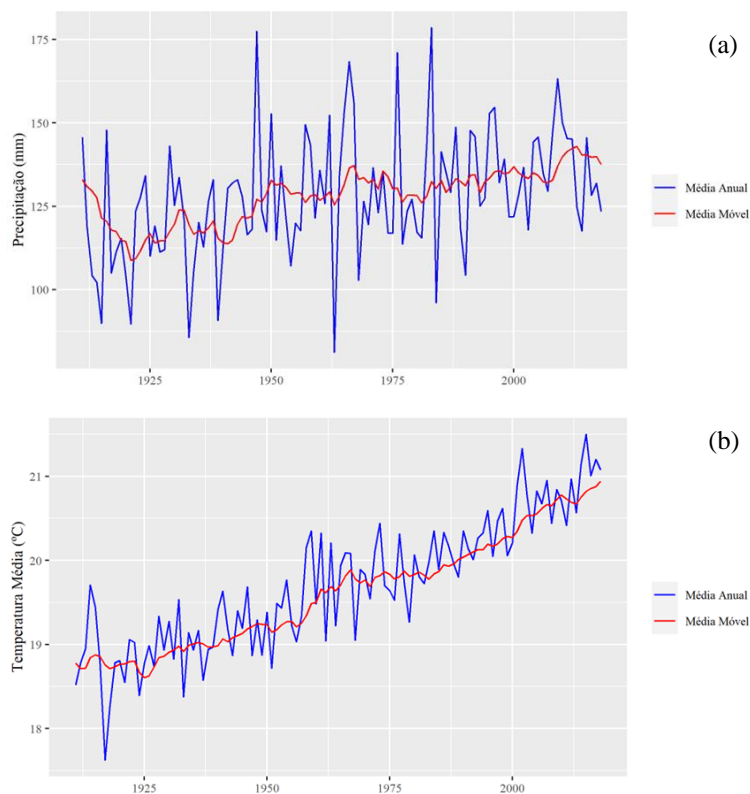 (a)
175
150
125
100
Precipitação (mm)
1925
1950
1975
2000
Média Anual
Média Móvel
(b)
21
20
19
18
Temperatura Média (ºC)
1925
1950
1975
2000
Média Anual
Média Móvel